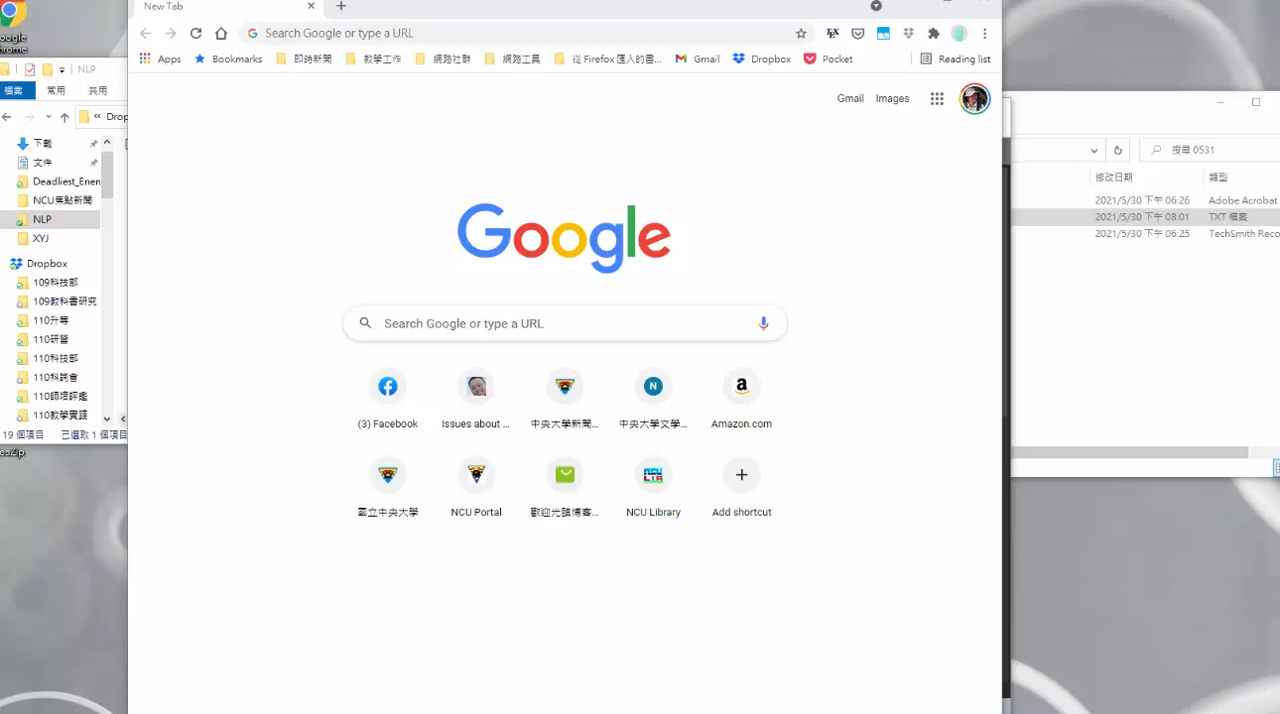 New Tab
Search Google or type a URL
Apps
Bookmarks
即時新聞
教學工作
網路社群
網路工具
從 Firefox 匯入的書...
Gmail
Dropbox
Pocket
Reading list
Gmail
Images
Google
Search Google or type a URL
(3) Facebook
Issues about ...
中央大學新聞...
中央大學文學...
Amazon.com
國立中央大學
NCU Portal
歡迎光臨博客...
NCU Library
Add shortcut
NLP
檔案
常用
共用
下載
文件
NCU焦點新聞
NLP
XYJ
Dropbox
109科技部
109教科書研究
110升等
110研習
110科技部
110科詢會
110師培評鑑
110教學實踐
19 個項目
已選取 1 個項目
搜尋 0531
修改日期
類型
2021/5/30 下午 06:26
Adobe Acrobat
2021/5/30 下午 08:01
TXT 檔案
2021/5/30 下午 06:25
TechSmith